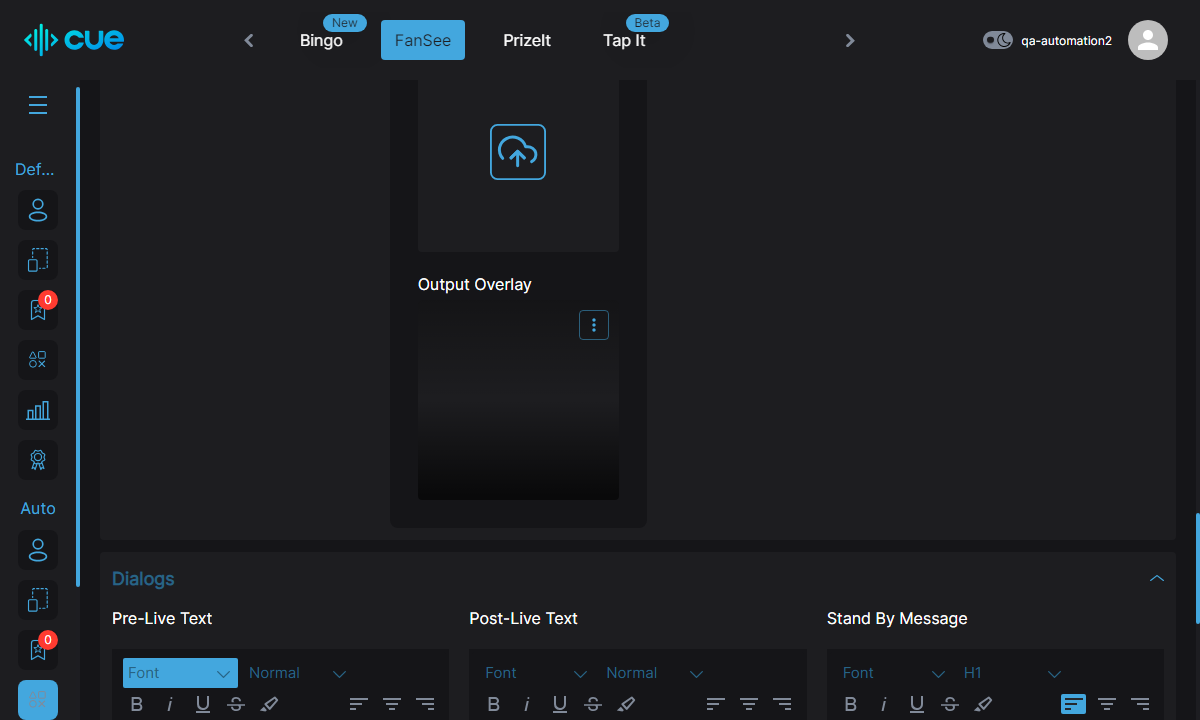 cue
Bingo
New
FanSee
PrizeIt
Tap It
Beta
qa-automation2
Def...
0
Auto
0
Output Overlay
Dialogs
Pre-Live Text
Post-Live Text
Stand By Message
Font Normal
Font Normal
Font H1
B i U S
B i U S
B i U S